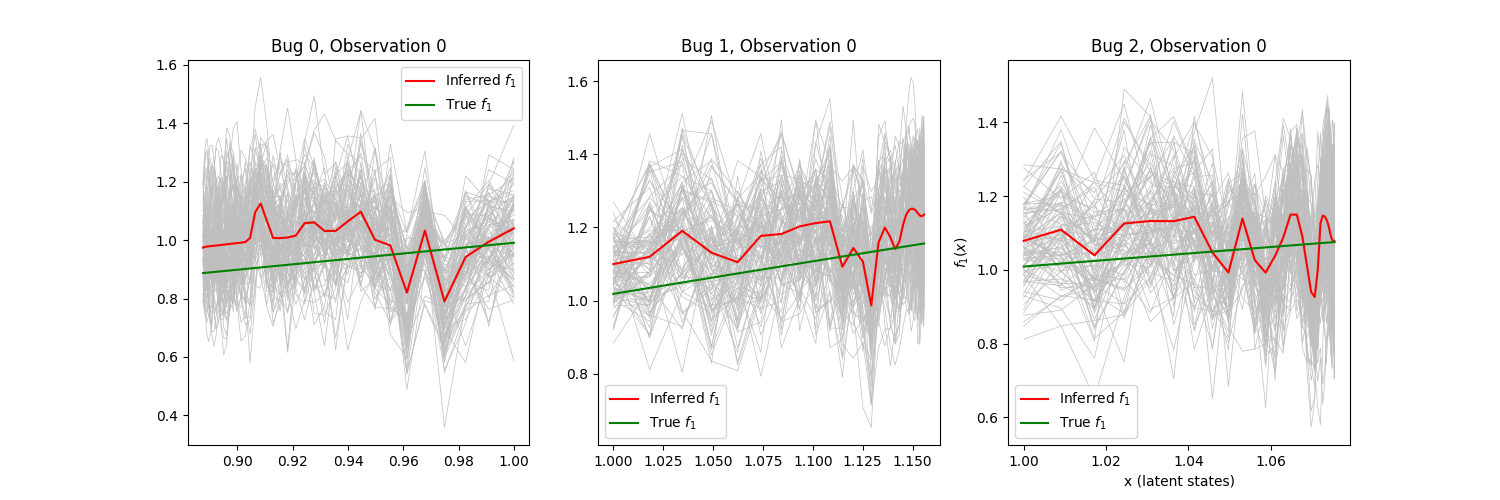 Bug 0, Observation 0
1.6
1.4
1.2
1.0
0.8
0.6
0.4
Inferred f₁
True f₁
0.90 0.92 0.94 0.96 0.98 1.00
Bug 1, Observation 0
1.6
1.4
1.2
1.0
0.8
Inferred f₁
True f₁
1.000 1.025 1.050 1.075 1.100 1.125 1.150
Bug 2, Observation 0
f₁(x)
1.4
1.2
1.0
0.8
0.6
Inferred f₁
True f₁
1.00 1.02 1.04 1.06
x (latent states)